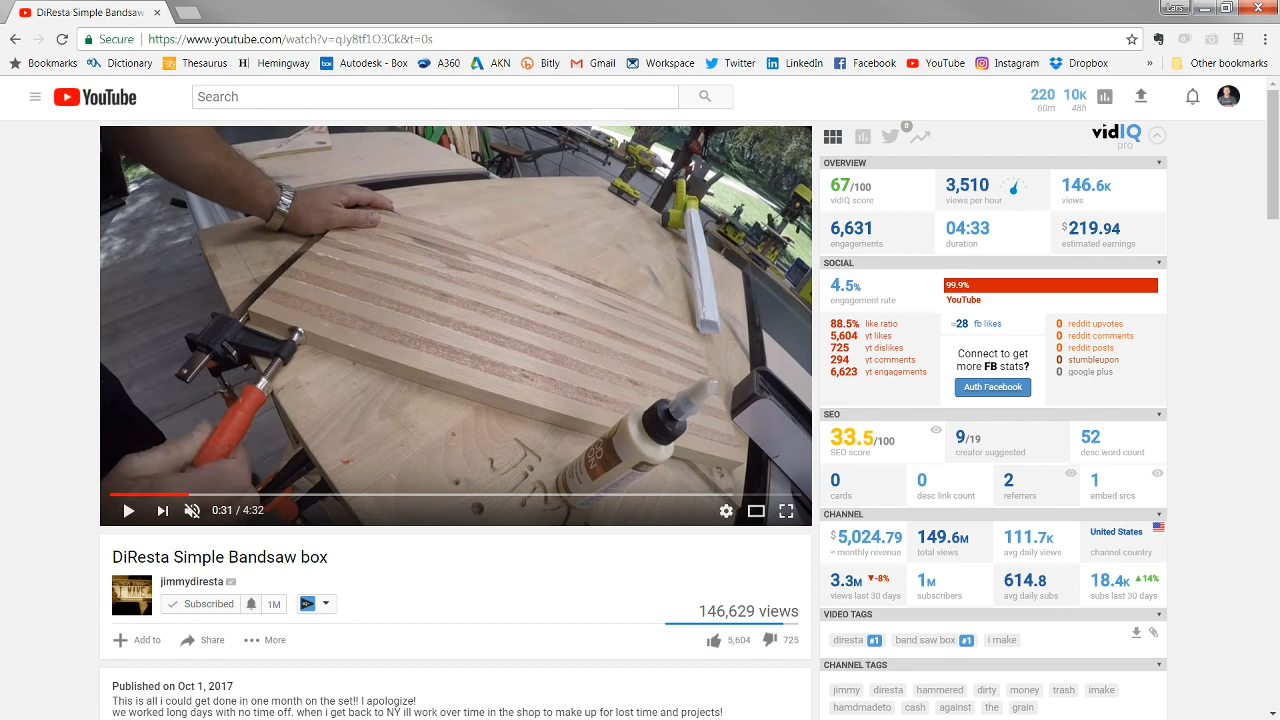 DiResta Simple Bandsaw
Lars
Secure
https://www.youtube.com/watch?v=qJy8tf1O3Ck&t=0s
Bookmarks Dictionary Thesaurus Hemingway Autodesk - Box A360 AKN Bitly Gmail Workspace Twitter LinkedIn Facebook YouTube Instagram Dropbox » Other bookmarks
YouTube
Search
220 10K
60m 48h
8
vidIQ
pro
OVERVIEW
67/100 3,510 146.6K
vidIQ score views per hour views
6,631 04:33 $219.94
engagements duration estimated earnings
SOCIAL
4.5% 99.9%
engagement rate YouTube
88.5% like ratio ≈28 fb likes 0 reddit upvotes
5,604 yt likes 0 reddit comments
725 yt dislikes 0 reddit posts
294 yt comments 0 stumbleupon
6,623 yt engagements 0 google plus
Connect to get
more FB stats?
Auth Facebook
SEO
33.5/100 9/19 52
SEO score creator suggested desc word count
0 0 2 1
cards desc link count referrers embed srcs
CHANNEL
$5,024.79 149.6M 111.7K United States
≈ monthly revenue total views avg daily views channel country
3.3M ▼-8% 1M 614.8 18.4K ▲14%
views last 30 days subscribers avg daily subs subs last 30 days
VIDEO TAGS
diresta #1 band saw box #1 i make
CHANNEL TAGS
jimmy diresta hammered dirty money trash imake
hamdmadeto cash against the grain
0:31 / 4:32
DiResta Simple Bandsaw box
jimmydiresta
Subscribed 1M
146,629 views
Add to Share More 5,604 725
Published on Oct 1, 2017
This is all i could get done in one month on the set!! I apologize!
we worked long days with no time off. when i get back to NY ill work over time in the shop to make up for lost time and projects!